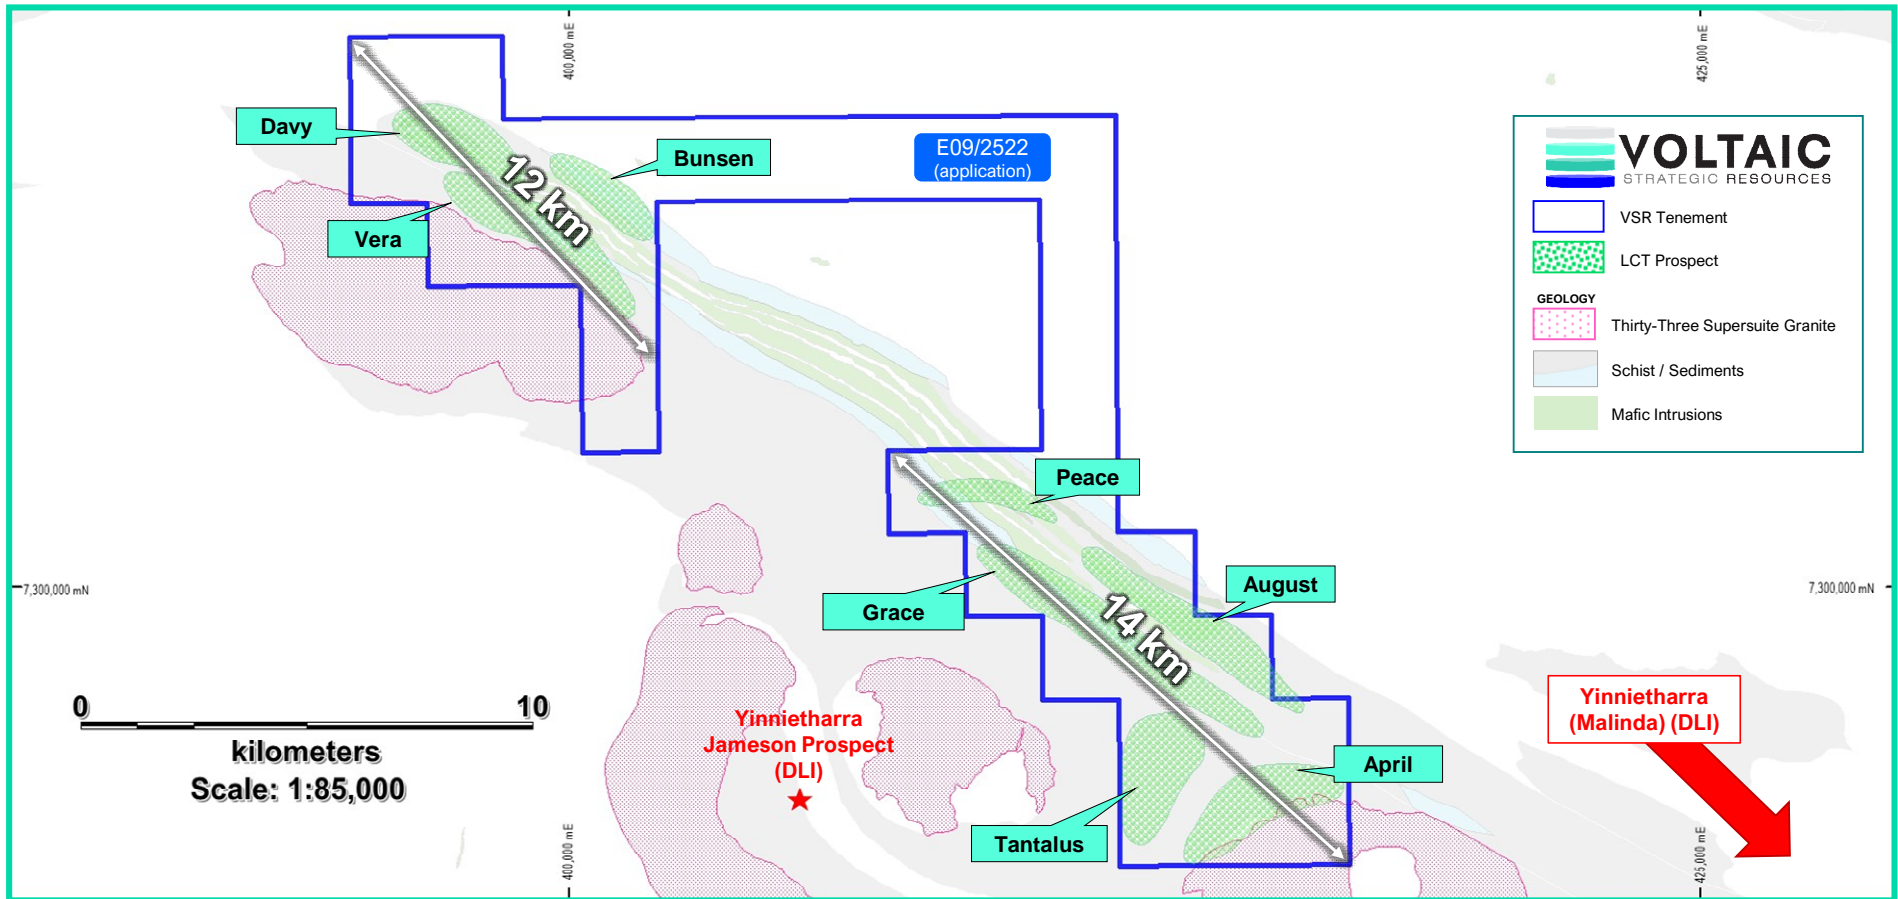 400,000 mE
425,000 mE
Davy
Bunsen
E09/2522
(application)
12 km
Vera
VOLTAIC
STRATEGIC RESOURCES
VSR Tenement
LCT Prospect
GEOLOGY
Thirty-Three Supersuite Granite
Schist / Sediments
Mafic Intrusions
Peace
7,300,000 mN
7,300,000 mN
August
Grace
14 km
0
10
kilometers
Scale: 1:85,000
Yinnietharra
Jameson Prospect
(DLI)
Yinnietharra
(Malinda) (DLI)
April
Tantalus
400,000 mE
425,000 mE